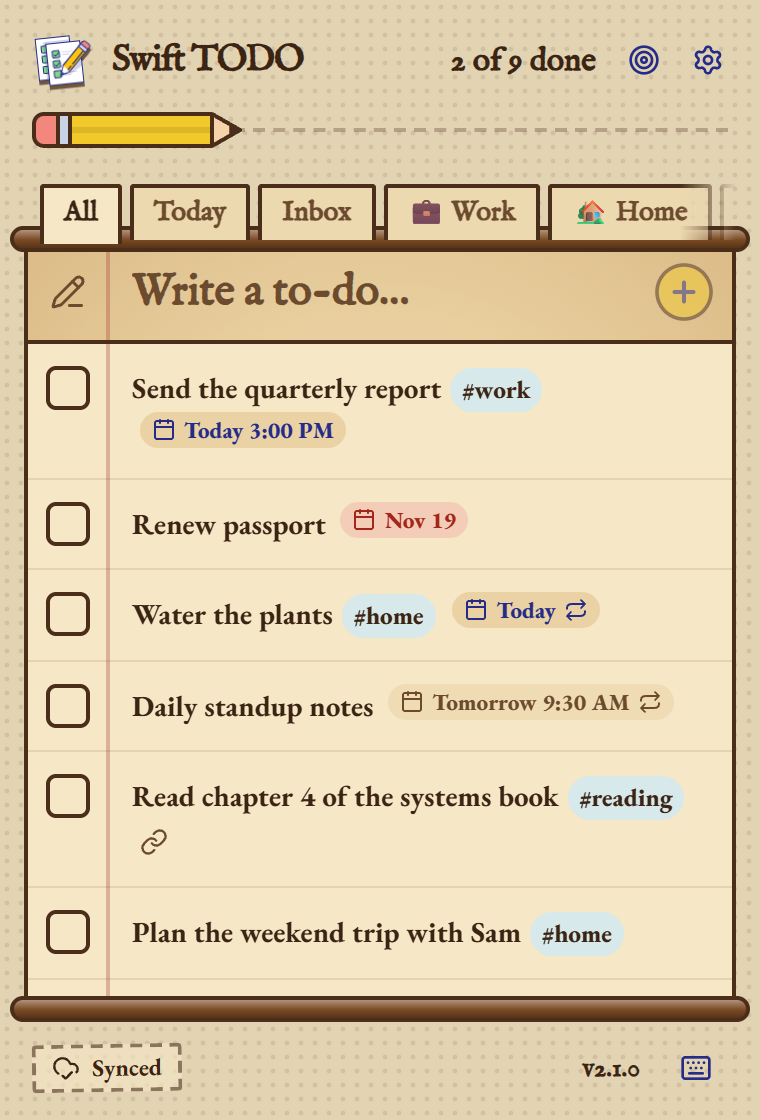 Swift TODO
2 of 9 done
All
Today
Inbox
Work
Home
Write a to-do...
Send the quarterly report #work
Today 3:00 PM
Renew passport Nov 19
Water the plants #home Today
Daily standup notes Tomorrow 9:30 AM
Read chapter 4 of the systems book #reading
Plan the weekend trip with Sam #home
Synced
V2.1.0